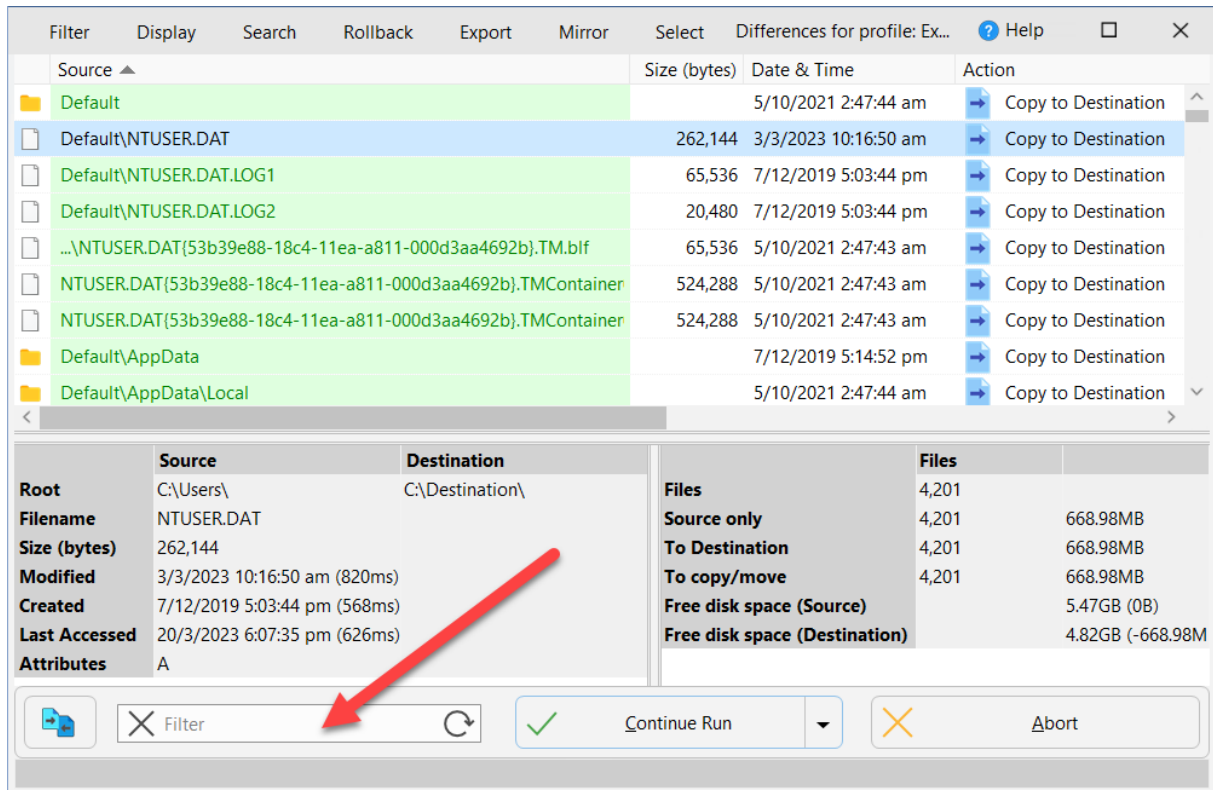 Filter Display Search Rollback Export Mirror Select Differences for profile: Ex... ? Help
Source Size (bytes) Date & Time Action
Default 5/10/2021 2:47:44 am Copy to Destination
Default\NTUSER.DAT 262,144 3/3/2023 10:16:50 am Copy to Destination
Default\NTUSER.DAT.LOG1 65,536 7/12/2019 5:03:44 pm Copy to Destination
Default\NTUSER.DAT.LOG2 20,480 7/12/2019 5:03:44 pm Copy to Destination
...\NTUSER.DAT{53b39e88-18c4-11ea-a811-000d3aa4692b}.TM.blf 65,536 5/10/2021 2:47:43 am Copy to Destination
NTUSER.DAT{53b39e88-18c4-11ea-a811-000d3aa4692b}.TMContainer 524,288 5/10/2021 2:47:43 am Copy to Destination
NTUSER.DAT{53b39e88-18c4-11ea-a811-000d3aa4692b}.TMContainer 524,288 5/10/2021 2:47:43 am Copy to Destination
Default\AppData 7/12/2019 5:14:52 pm Copy to Destination
Default\AppData\Local 5/10/2021 2:47:44 am Copy to Destination
Source Destination
Root C:\Users\ C:\Destination\
Filename NTUSER.DAT
Size (bytes) 262,144
Modified 3/3/2023 10:16:50 am (820ms)
Created 7/12/2019 5:03:44 pm (568ms)
Last Accessed 20/3/2023 6:07:35 pm (626ms)
Attributes A
Files
Files 4,201
Source only 4,201 668.98MB
To Destination 4,201 668.98MB
To copy/move 4,201 668.98MB
Free disk space (Source) 5.47GB (0B)
Free disk space (Destination) 4.82GB (-668.98M
Filter Continue Run Abort